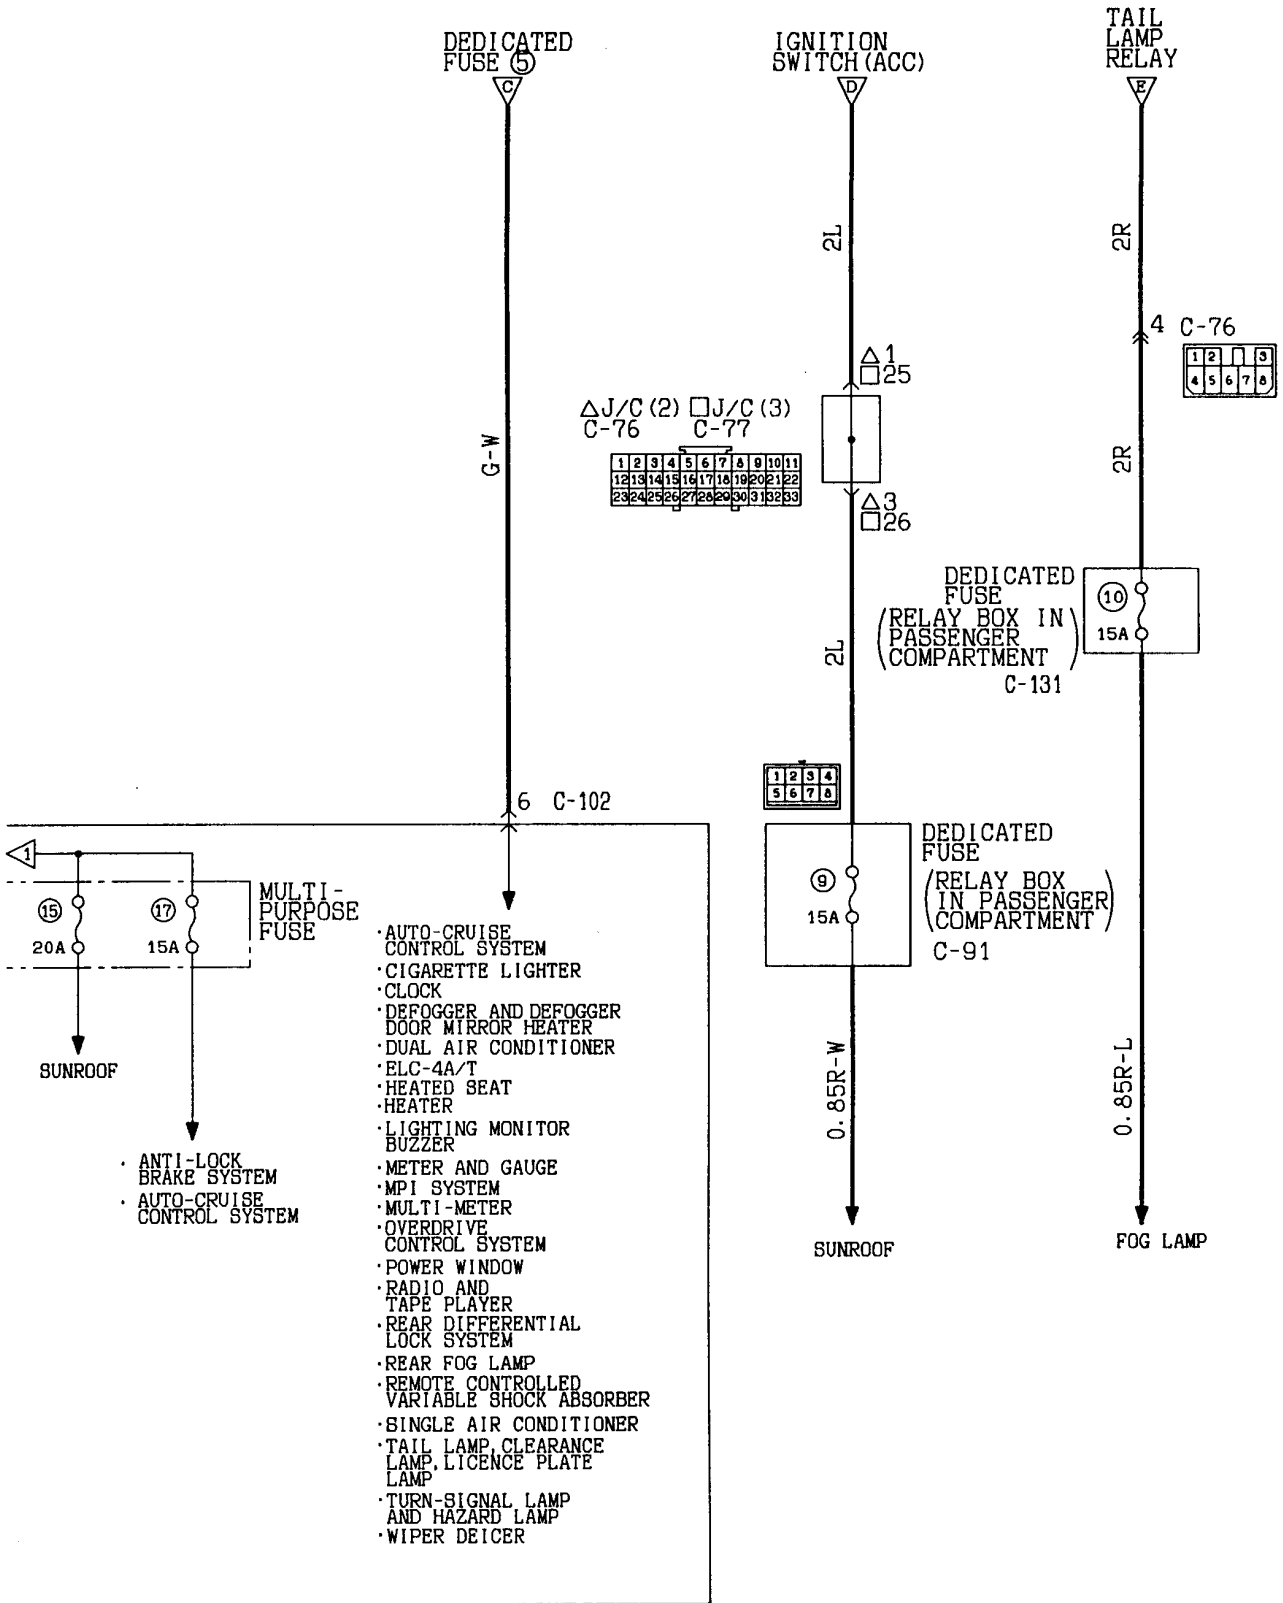 DEDICATED
FUSE ⑤
C
IGNITION
SWITCH (ACC)
D
TAIL
LAMP
RELAY
E
2L
2R
4 C-76
1 2 3
4 5 6 7 8
△1
□25
△J/C (2) □J/C (3)
C-76 C-77
1 2 3 4 5 6 7 8 9 10 11
12 13 14 15 16 17 18 19 20 21 22
23 24 25 26 27 28 29 30 31 32 33
G-W
2R
△3
□26
DEDICATED
FUSE
(RELAY BOX IN
PASSENGER
COMPARTMENT)
C-131
⑩
15A
2L
1 2 3 4
5 6 7 8
6 C-102
DEDICATED
FUSE
(RELAY BOX
IN PASSENGER
COMPARTMENT)
C-91
⑨
15A
1
⑮
20A
⑰
15A
MULTI-
PURPOSE
FUSE
SUNROOF
· ANTI-LOCK
BRAKE SYSTEM
· AUTO-CRUISE
CONTROL SYSTEM
·AUTO-CRUISE
CONTROL SYSTEM
·CIGARETTE LIGHTER
·CLOCK
·DEFOGGER AND DEFOGGER
DOOR MIRROR HEATER
·DUAL AIR CONDITIONER
·ELC-4A/T
·HEATED SEAT
·HEATER
·LIGHTING MONITOR
BUZZER
·METER AND GAUGE
·MPI SYSTEM
·MULTI-METER
·OVERDRIVE
CONTROL SYSTEM
·POWER WINDOW
·RADIO AND
TAPE PLAYER
·REAR DIFFERENTIAL
LOCK SYSTEM
·REAR FOG LAMP
·REMOTE CONTROLLED
VARIABLE SHOCK ABSORBER
·SINGLE AIR CONDITIONER
·TAIL LAMP, CLEARANCE
LAMP, LICENCE PLATE
LAMP
·TURN-SIGNAL LAMP
AND HAZARD LAMP
·WIPER DEICER
0.85R-W
SUNROOF
0.85R-L
FOG LAMP